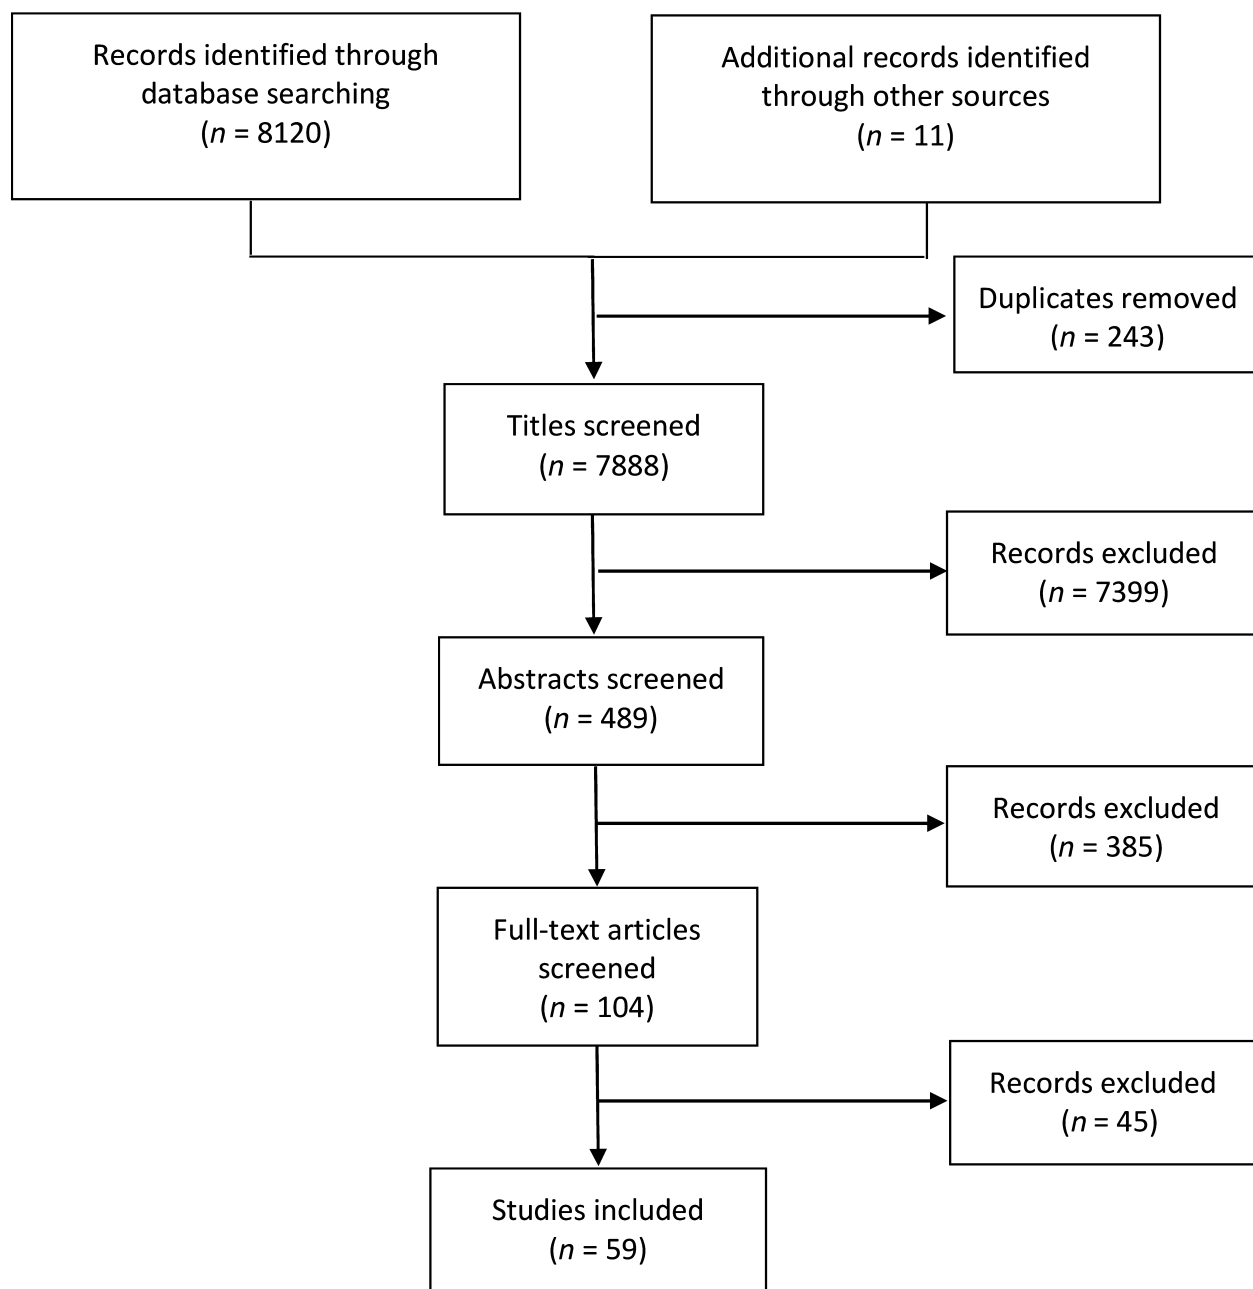 Records identified through
database searching
(n = 8120)
Additional records identified
through other sources
(n = 11)
Duplicates removed
(n = 243)
Titles screened
(n = 7888)
Records excluded
(n = 7399)
Abstracts screened
(n = 489)
Records excluded
(n = 385)
Full-text articles
screened
(n = 104)
Records excluded
(n = 45)
Studies included
(n = 59)